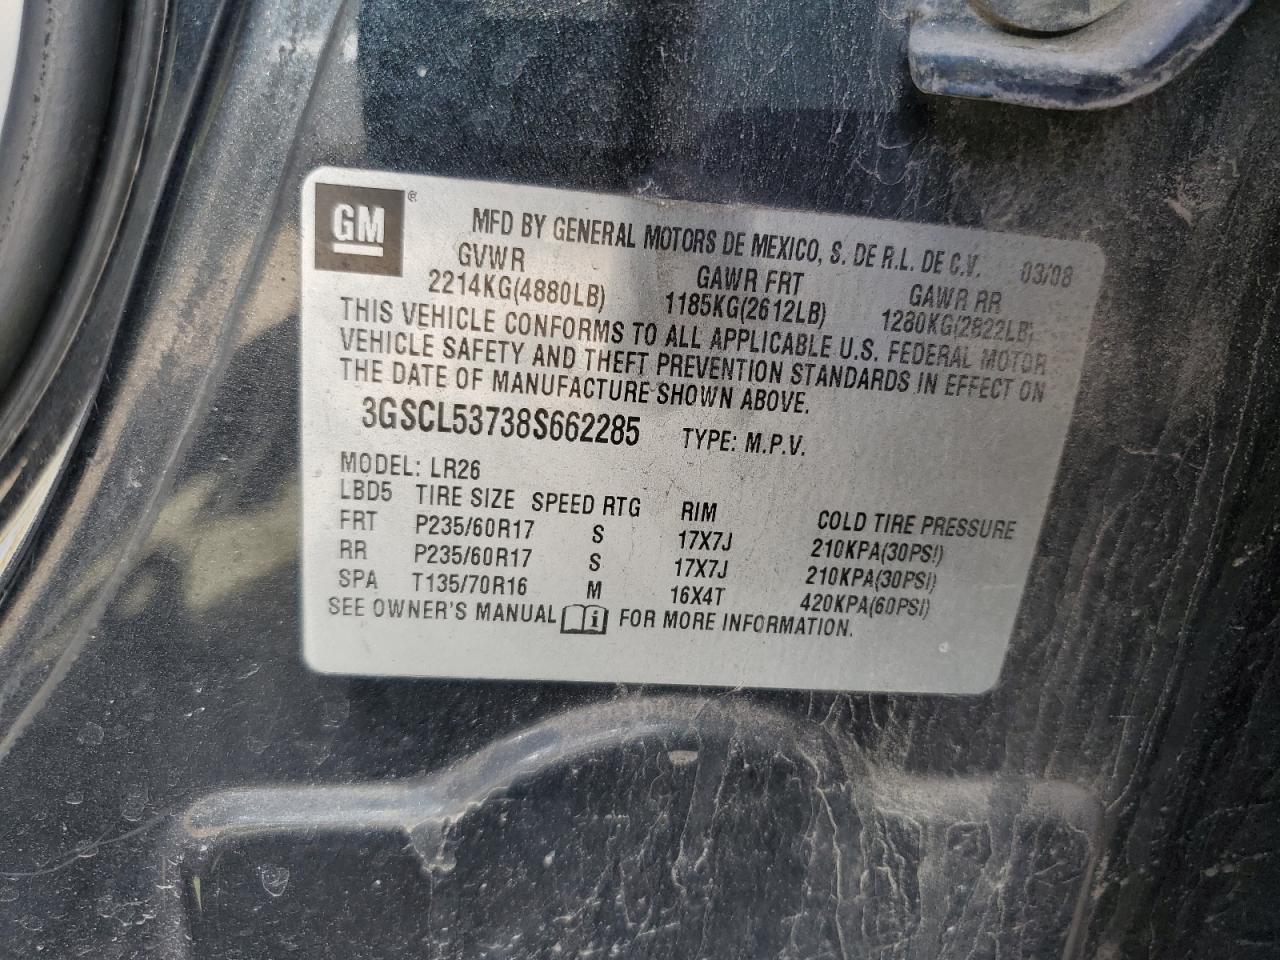 GM ®
MFD BY GENERAL MOTORS DE MEXICO, S. DE R.L. DE C.V. 03/08
GVWR GAWR FRT GAWR RR
2214KG(4880LB) 1185KG(2612LB) 1280KG(2822LB)
THIS VEHICLE CONFORMS TO ALL APPLICABLE U.S. FEDERAL MOTOR
VEHICLE SAFETY AND THEFT PREVENTION STANDARDS IN EFFECT ON
THE DATE OF MANUFACTURE SHOWN ABOVE.
3GSCL53738S662285 TYPE: M.P.V.
MODEL: LR26
LBD5 TIRE SIZE SPEED RTG RIM COLD TIRE PRESSURE
FRT P235/60R17 S 17X7J 210KPA(30PSI)
RR P235/60R17 S 17X7J 210KPA(30PSI)
SPA T135/70R16 M 16X4T 420KPA(60PSI)
SEE OWNER'S MANUAL i FOR MORE INFORMATION.